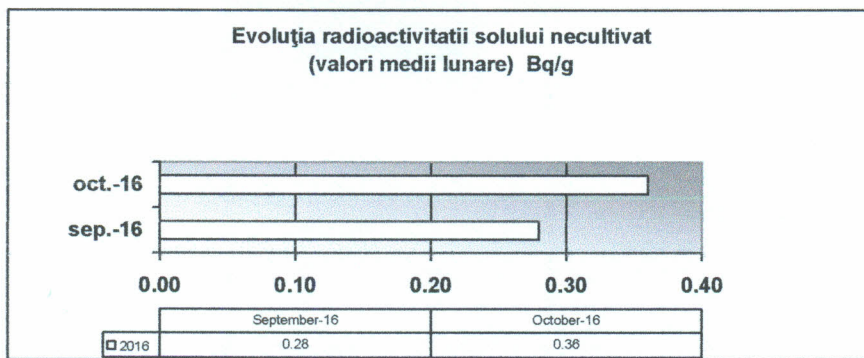 Evoluţia radioactivitatii solului necultivat
(valori medii lunare) Bq/g
oct.-16
sep.-16
0.00 0.10 0.20 0.30 0.40
September-16 October-16
2016 0.28 0.36